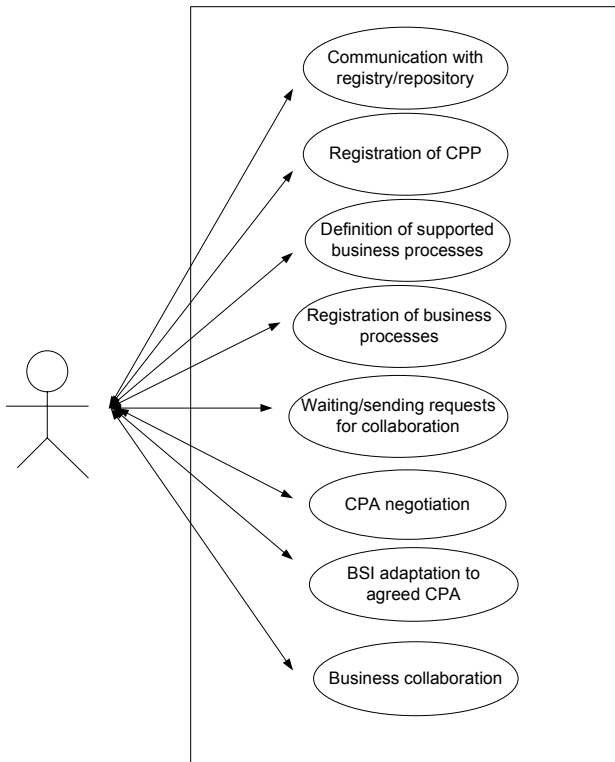 Communication with
registry/repository
Registration of CPP
Definition of supported
business processes
Registration of business
processes
Waiting/sending requests
for collaboration
CPA negotiation
BSI adaptation to
agreed CPA
Business collaboration